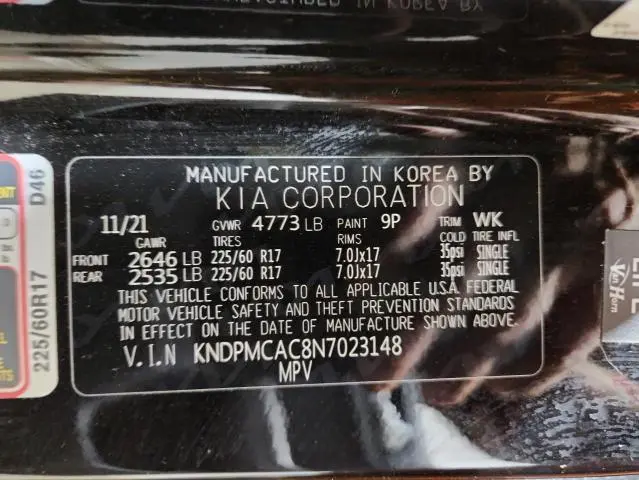 MANUFACTURED IN KOREA BY
KIA CORPORATION
11/21 GVWR 4773 LB PAINT 9P TRIM WK
GAWR TIRES RIMS COLD TIRE INFL
FRONT 2646 LB 225/60 R17 7.0Jx17 35psi SINGLE
REAR 2535 LB 225/60 R17 7.0Jx17 35psi SINGLE
THIS VEHICLE CONFORMS TO ALL APPLICABLE U.S.A. FEDERAL
MOTOR VEHICLE SAFETY AND THEFT PREVENTION STANDARDS
IN EFFECT ON THE DATE OF MANUFACTURE SHOWN ABOVE.
V.I.N KNDPMCAC8N7023148
MPV
D46
225/60R17
Van Horn